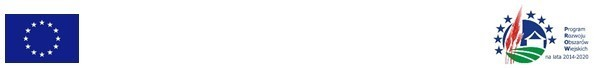 Program
Rozwoju
Obszarów
Wiejskich
na lata 2014-2020